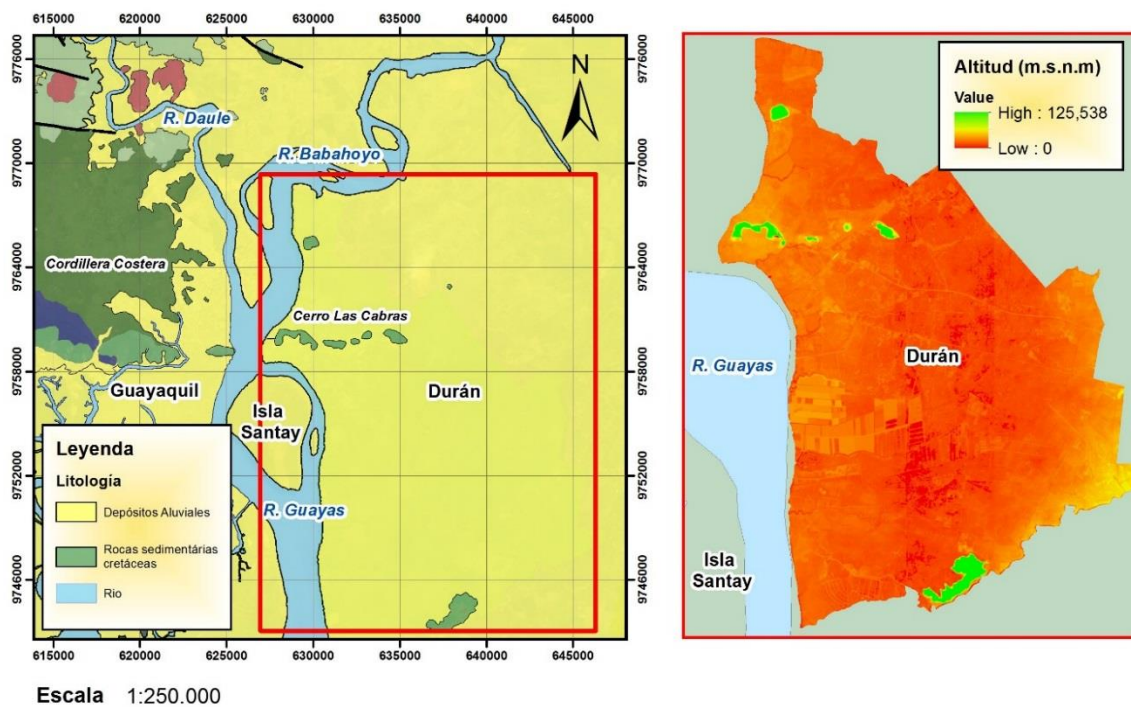 615000 620000 625000 630000 635000 640000 645000
9776000
9770000
9764000
9758000
9752000
9746000
9776000
9770000
9764000
9758000
9752000
9746000
N
R. Daule
R. Babahoyo
Cordillera Costera
Cerro Las Cabras
Guayaquil
Isla
Santay
Durán
R. Guayas
Leyenda
Litología
Depósitos Aluviales
Rocas sedimentárias
cretáceas
Rio
615000 620000 625000 630000 635000 640000 645000
Escala 1:250.000
Altitud (m.s.n.m)
Value
High : 125,538
Low : 0
Durán
R. Guayas
Isla
Santay